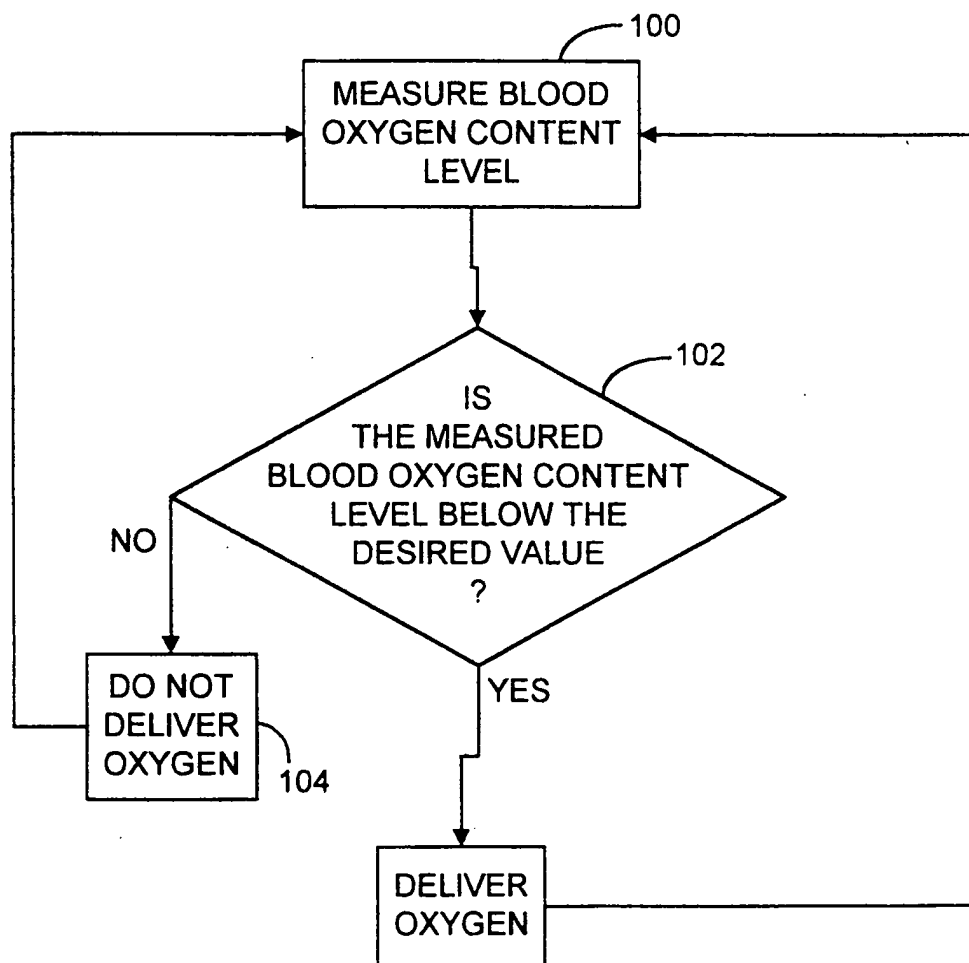 100
MEASURE BLOOD
OXYGEN CONTENT
LEVEL
102
IS
THE MEASURED
BLOOD OXYGEN CONTENT
LEVEL BELOW THE
DESIRED VALUE
?
NO
YES
DO NOT
DELIVER
OXYGEN
104
DELIVER
OXYGEN